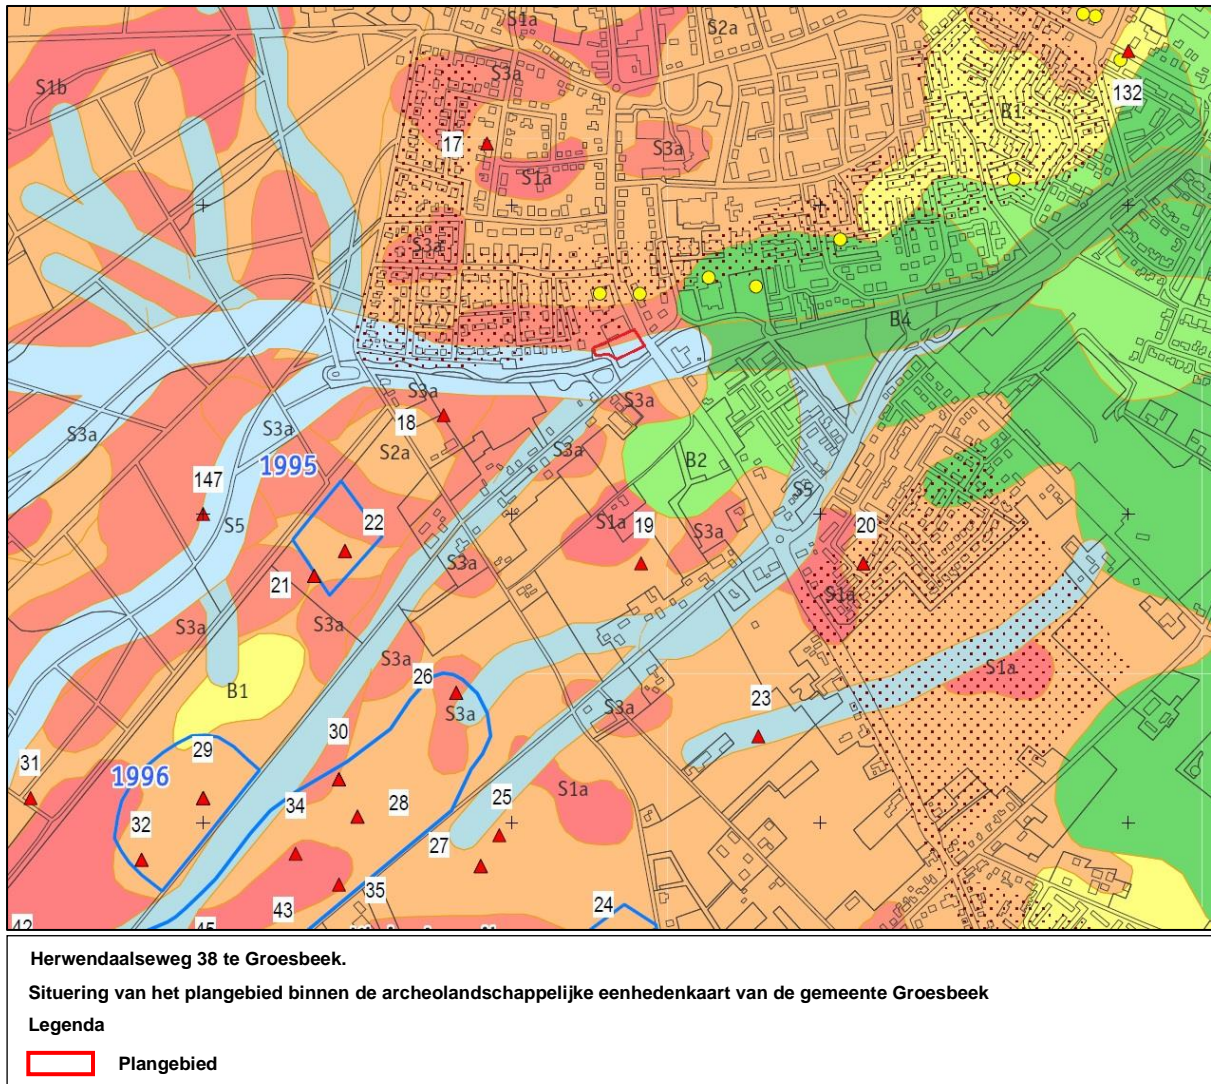 S1a
S2a
S3a
S1b
132
B1
17
S3a
S1a
S3a
B4
S3a
S3a
18
S3a
S3a
S3a
S2a
1995
B2
147
22
S5
S1a
19
S3a
S5
20
S3a
21
S1a
S3a
S3a
S3a
26
S1a
B1
S3a
S3a
23
30
29
31
1996
S1a
34
28
25
32
27
35
43
24
42
45
Herwendaalseweg 38 te Groesbeek.
Situering van het plangebied binnen de archeolandschappelijke eenhedenkaart van de gemeente Groesbeek
Legenda
Plangebied